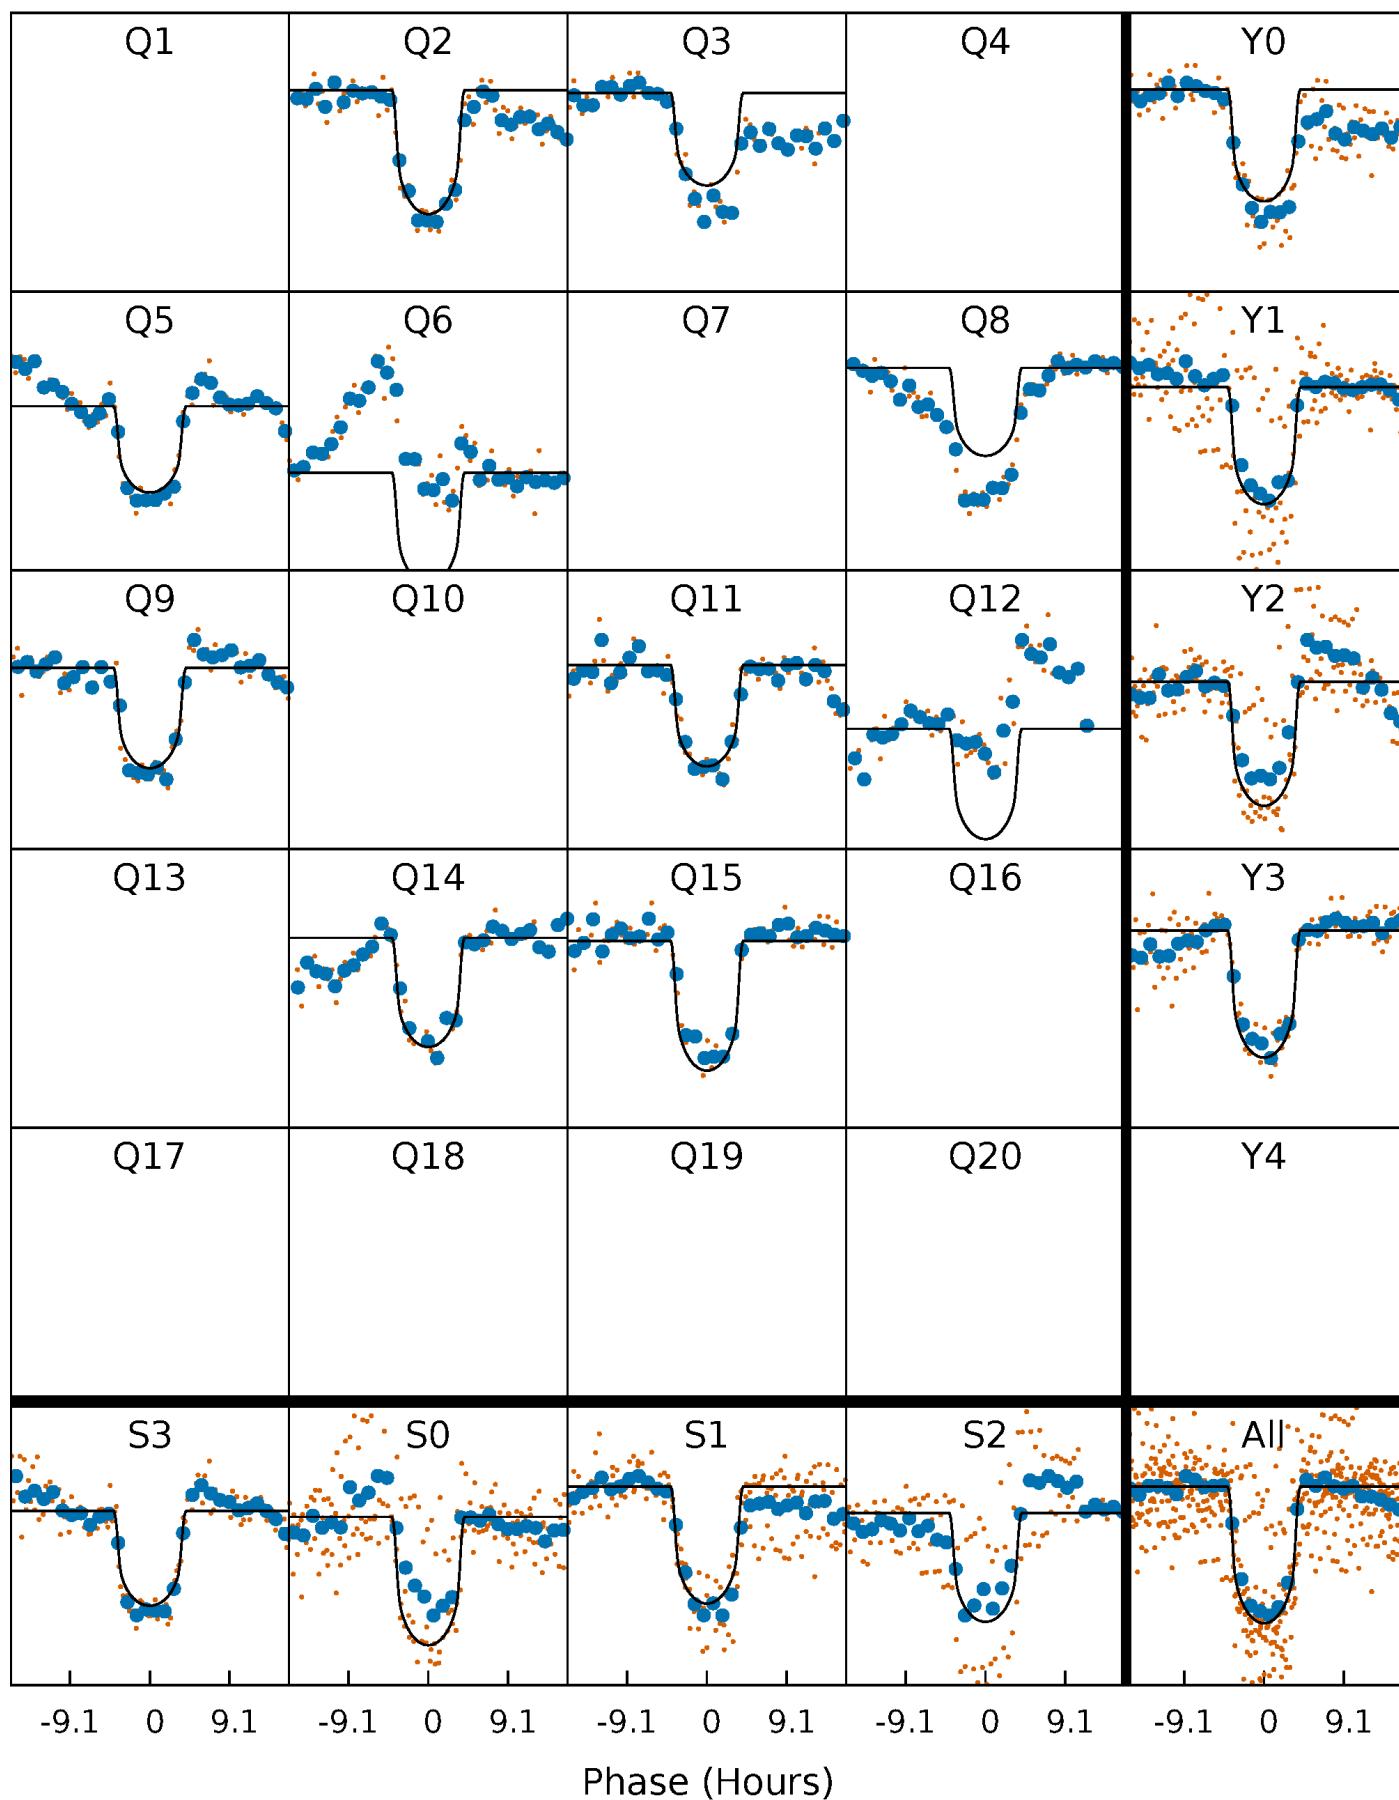 Q1 Q2 Q3 Q4 Y0
Q5 Q6 Q7 Q8 Y1
Q9 Q10 Q11 Q12 Y2
Q13 Q14 Q15 Q16 Y3
Q17 Q18 Q19 Q20 Y4
S3 S0 S1 S2 All
-9.1 0 9.1 -9.1 0 9.1 -9.1 0 9.1 -9.1 0 9.1 -9.1 0 9.1
Phase (Hours)